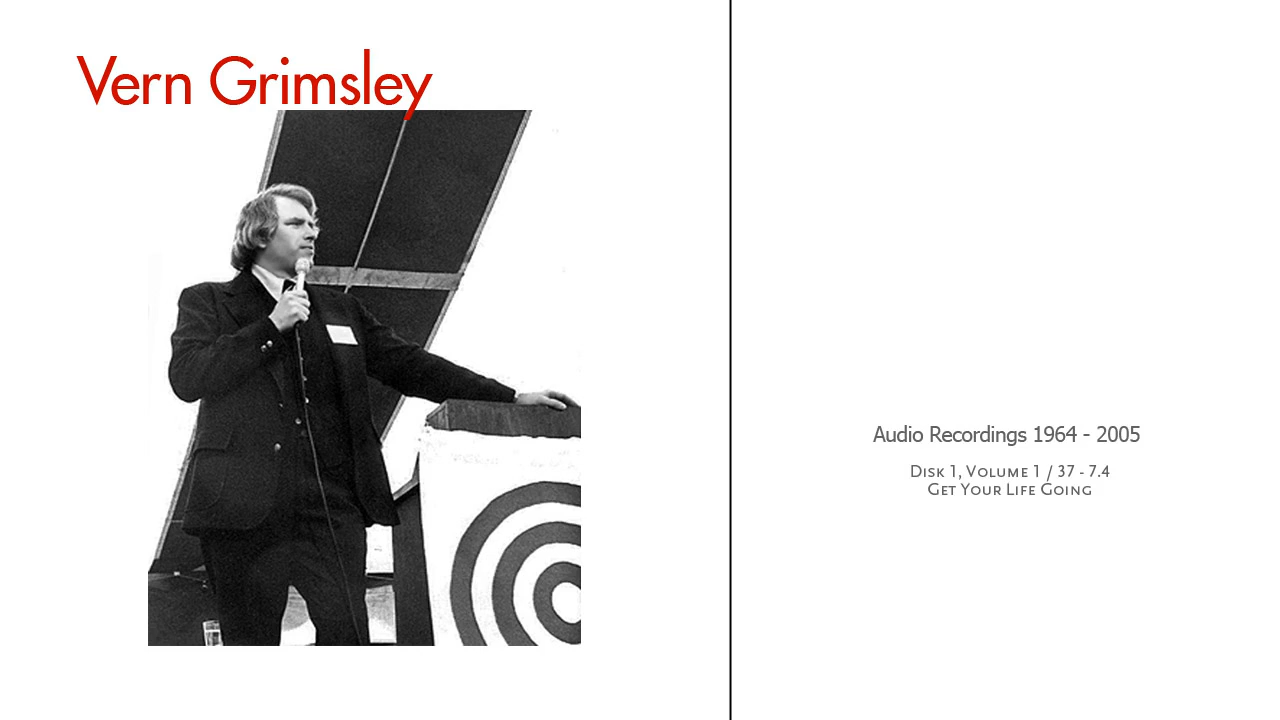 Vern Grimsley
Audio Recordings 1964 - 2005
Disk 1, Volume 1 / 37 - 7.4
Get Your Life Going